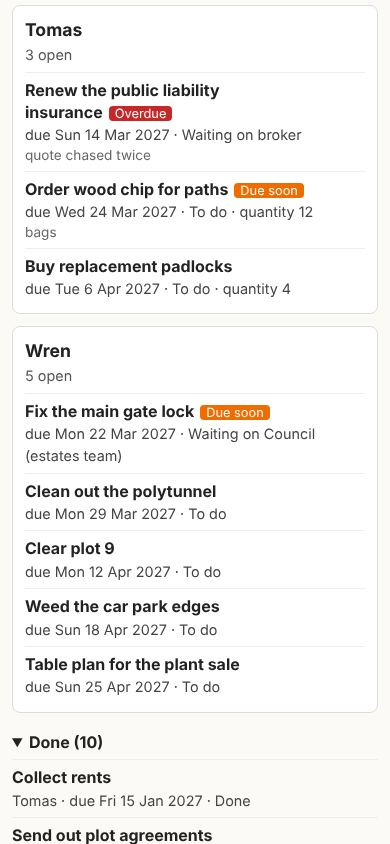 Tomas
3 open
Renew the public liability
insurance Overdue
due Sun 14 Mar 2027 · Waiting on broker
quote chased twice
Order wood chip for paths Due soon
due Wed 24 Mar 2027 · To do · quantity 12
bags
Buy replacement padlocks
due Tue 6 Apr 2027 · To do · quantity 4
Wren
5 open
Fix the main gate lock Due soon
due Mon 22 Mar 2027 · Waiting on Council
(estates team)
Clean out the polytunnel
due Mon 29 Mar 2027 · To do
Clear plot 9
due Mon 12 Apr 2027 · To do
Weed the car park edges
due Sun 18 Apr 2027 · To do
Table plan for the plant sale
due Sun 25 Apr 2027 · To do
▼ Done (10)
Collect rents
Tomas · due Fri 15 Jan 2027 · Done
Send out plot agreements